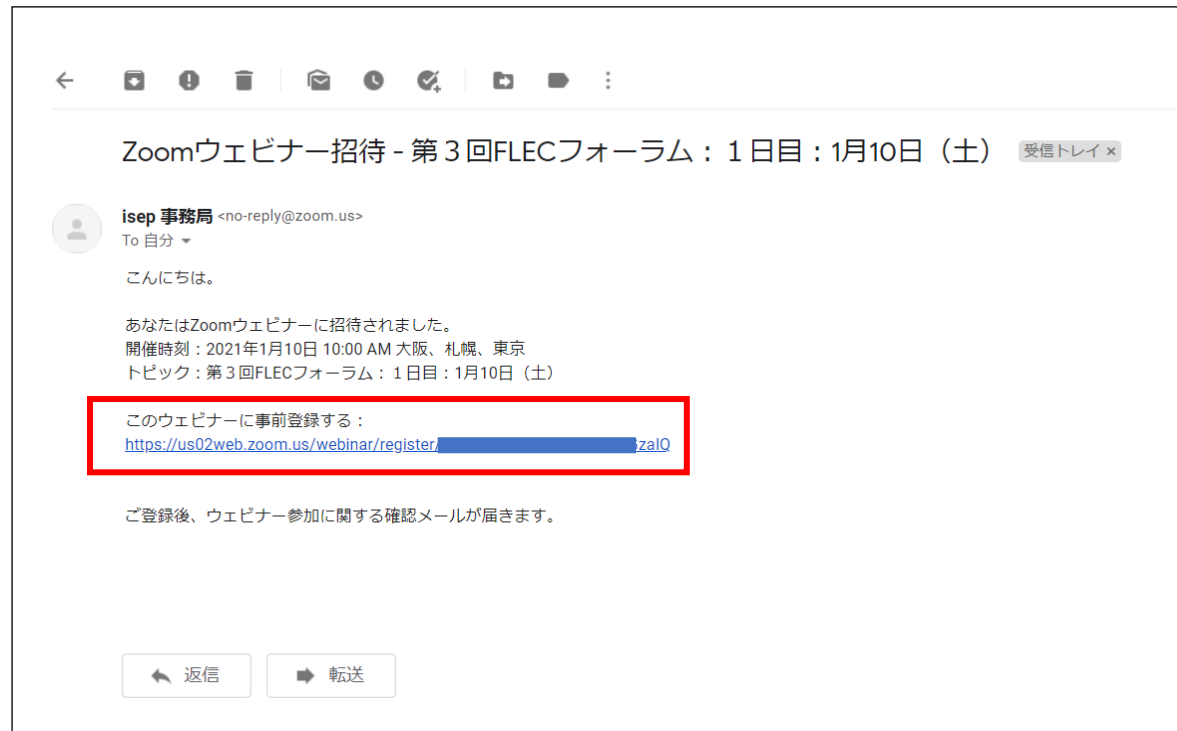 Zoomウェビナー招待 - 第３回FLECフォーラム：１日目：1月10日（土） 受信トレイ ×
isep 事務局 <no-reply@zoom.us>
To 自分
こんにちは。
あなたはZoomウェビナーに招待されました。
開催時刻：2021年1月10日 10:00 AM 大阪、札幌、東京
トピック：第３回FLECフォーラム：１日目：1月10日（土）
このウェビナーに事前登録する：
https://us02web.zoom.us/webinar/register/ zaIQ
ご登録後、ウェビナー参加に関する確認メールが届きます。
返信 転送